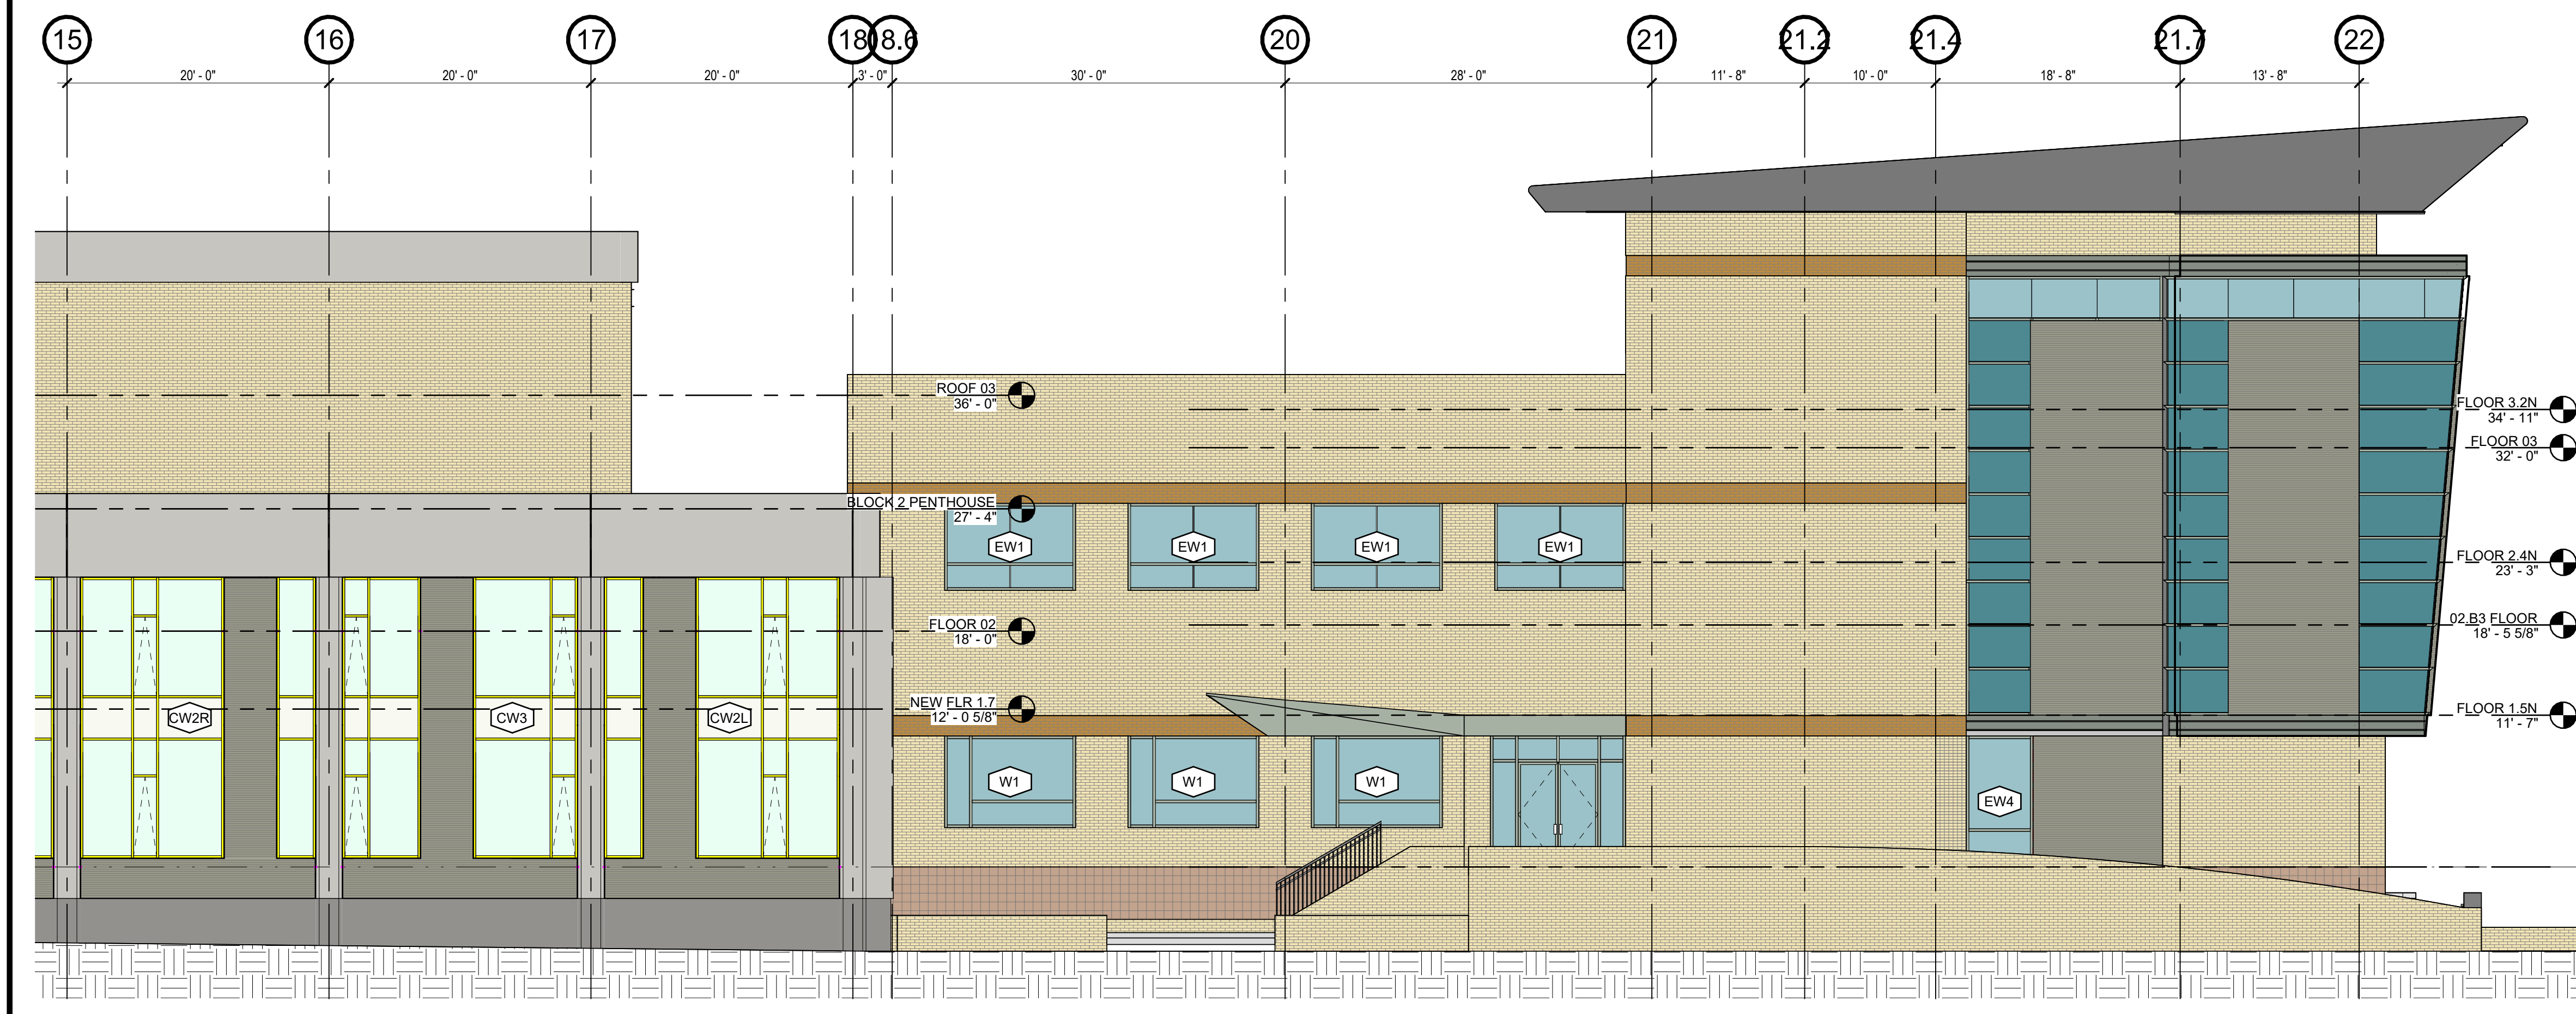 15 16 17 18 8.6 20 21 21.2 21.4 21.7 22
20' - 0" 20' - 0" 20' - 0" 3' - 0" 30' - 0" 28' - 0" 11' - 8" 10' - 0" 18' - 8" 13' - 8"
ROOF 03
36' - 0"
FLOOR 3.2N
34' - 11"
FLOOR 03
32' - 0"
BLOCK 2 PENTHOUSE
27' - 4"
EW1 EW1 EW1 EW1
FLOOR 2.4N
23' - 3"
FLOOR 02
18' - 0"
02.B3 FLOOR
18' - 5 5/8"
NEW FLR 1.7
12' - 0 5/8"
FLOOR 1.5N
11' - 7"
CW2R CW3 CW2L
W1 W1 W1
EW4